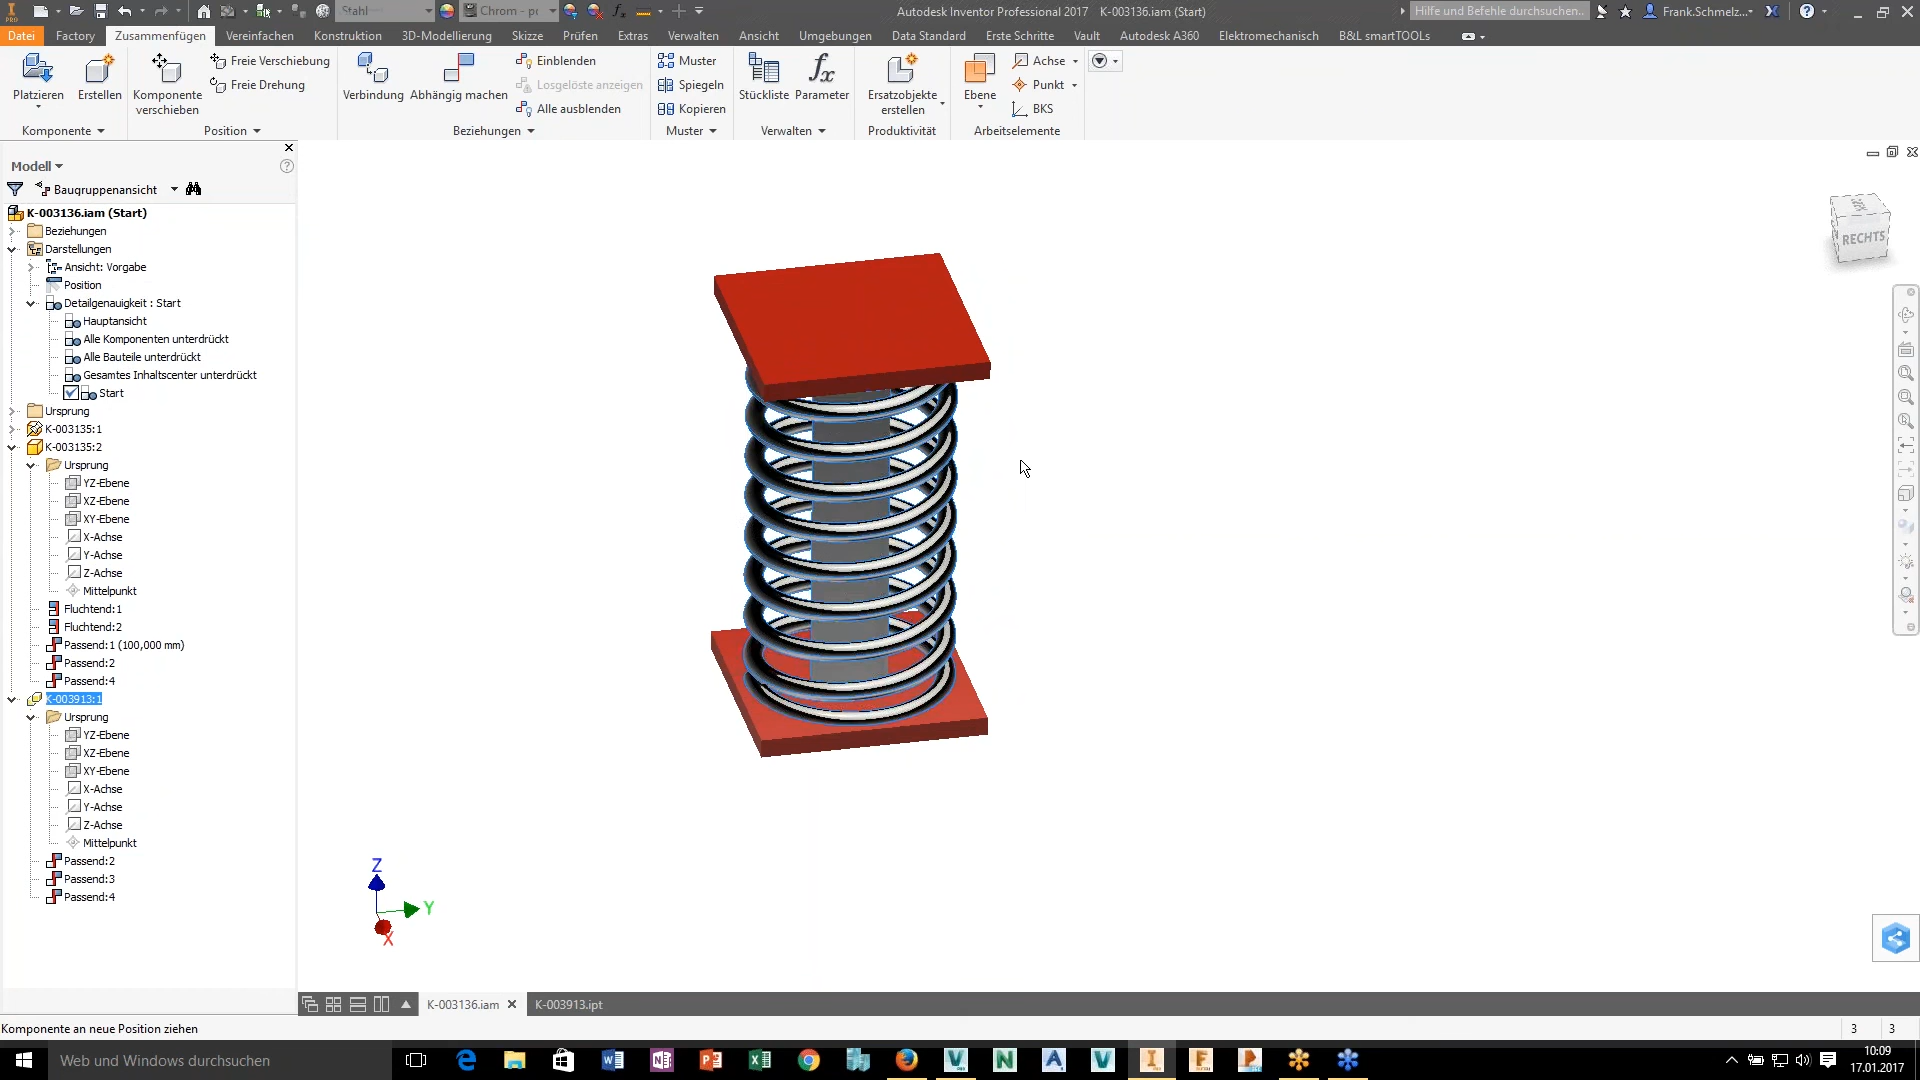 Stahl
Chrom - po
Autodesk Inventor Professional 2017 K-003136.iam (Start)
Hilfe und Befehle durchsuchen...
Frank.Schmelz...
Datei Factory Zusammenfügen Vereinfachen Konstruktion 3D-Modellierung Skizze Prüfen Extras Verwalten Ansicht Umgebungen Data Standard Erste Schritte Vault Autodesk A360 Elektromechanisch B&L smartTOOLs
Platzieren
Erstellen
Komponente
verschieben
Freie Verschiebung
Freie Drehung
Verbindung
Abhängig machen
Einblenden
Losgelöste anzeigen
Alle ausblenden
Muster
Spiegeln
Kopieren
Stückliste
fx
Parameter
Ersatzobjekte
erstellen
Ebene
Achse
Punkt
BKS
Komponente Position Beziehungen Muster Verwalten Produktivität Arbeitselemente
Modell
Baugruppenansicht
K-003136.iam (Start)
Beziehungen
Darstellungen
Ansicht: Vorgabe
Position
Detailgenauigkeit : Start
Hauptansicht
Alle Komponenten unterdrückt
Alle Bauteile unterdrückt
Gesamtes Inhaltscenter unterdrückt
Start
Ursprung
K-003135:1
K-003135:2
Ursprung
YZ-Ebene
XZ-Ebene
XY-Ebene
X-Achse
Y-Achse
Z-Achse
Mittelpunkt
Fluchtend:1
Fluchtend:2
Passend:1 (100,000 mm)
Passend:2
Passend:4
K-003913:1
Ursprung
YZ-Ebene
XZ-Ebene
XY-Ebene
X-Achse
Y-Achse
Z-Achse
Mittelpunkt
Passend:2
Passend:3
Passend:4
RECHTS
Z
Y
X
K-003136.iam
K-003913.ipt
Komponente an neue Position ziehen
3 3
Web und Windows durchsuchen
10:09
17.01.2017